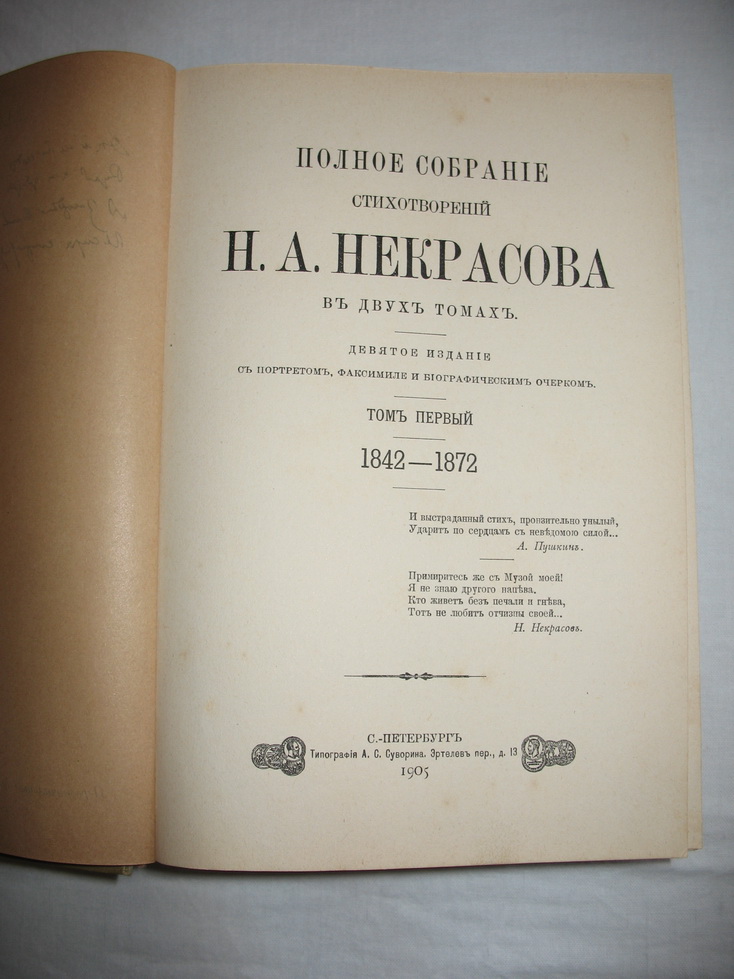 ПОЛНОЕ СОБРАНІЕ
СТИХОТВОРЕНІЙ
Н. А. НЕКРАСОВА
ВЪ ДВУХЪ ТОМАХЪ.
ДЕВЯТОЕ ИЗДАНІЕ
СЪ ПОРТРЕТОМЪ, ФАКСИМИЛЕ И БІОГРАФИЧЕСКИМЪ ОЧЕРКОМЪ.
ТОМЪ ПЕРВЫЙ
1842—1872
И выстраданный стихъ, пронзительно унылый,
Ударитъ по сердцамъ съ невѣдомою силой...
А. Пушкинъ.
Примиритесь же съ Музой моей!
Я не знаю другого напѣва.
Кто живетъ безъ печали и гнѣва,
Тотъ не любитъ отчизны своей...
Н. Некрасовъ.
С.-ПЕТЕРБУРГЪ
Типографія А. С. Суворина. Эртелевъ пер., д. 13
1905